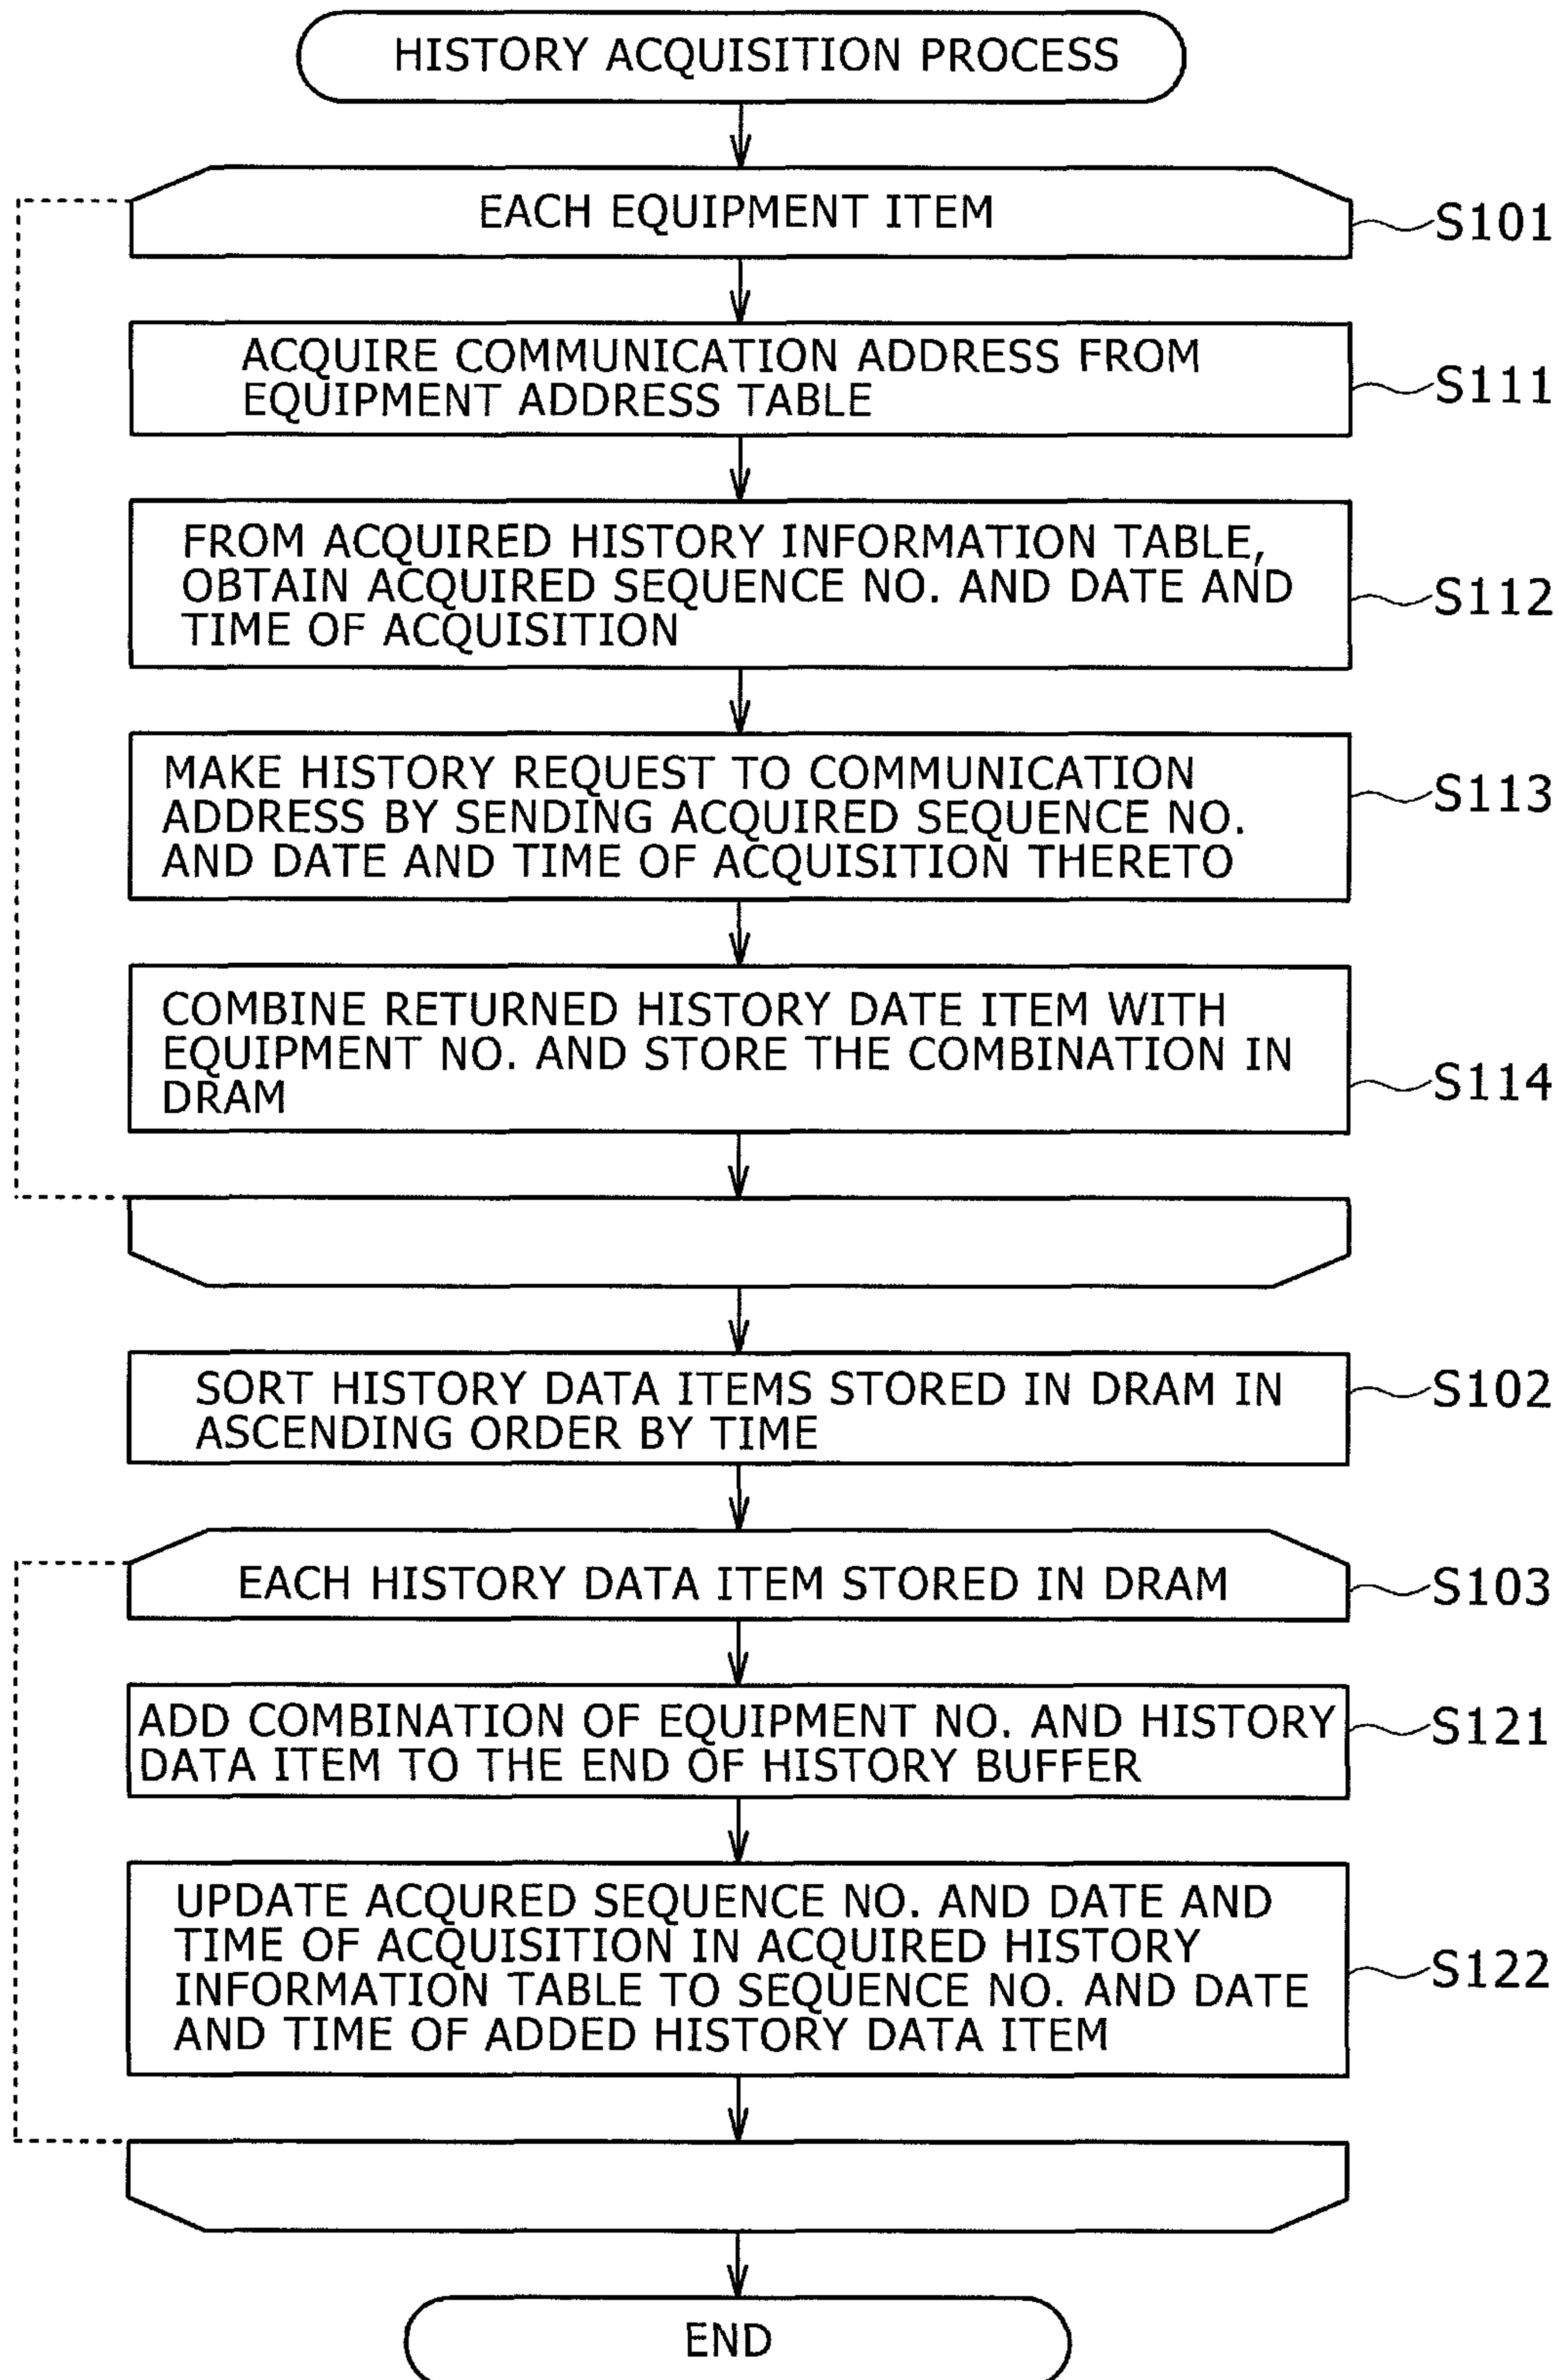 HISTORY ACQUISITION PROCESS
EACH EQUIPMENT ITEM
S101
ACQUIRE COMMUNICATION ADDRESS FROM
EQUIPMENT ADDRESS TABLE
S111
FROM ACQUIRED HISTORY INFORMATION TABLE,
OBTAIN ACQUIRED SEQUENCE NO. AND DATE AND
TIME OF ACQUISITION
S112
MAKE HISTORY REQUEST TO COMMUNICATION
ADDRESS BY SENDING ACQUIRED SEQUENCE NO.
AND DATE AND TIME OF ACQUISITION THERETO
S113
COMBINE RETURNED HISTORY DATE ITEM WITH
EQUIPMENT NO. AND STORE THE COMBINATION IN
DRAM
S114
SORT HISTORY DATA ITEMS STORED IN DRAM IN
ASCENDING ORDER BY TIME
S102
EACH HISTORY DATA ITEM STORED IN DRAM
S103
ADD COMBINATION OF EQUIPMENT NO. AND HISTORY
DATA ITEM TO THE END OF HISTORY BUFFER
S121
UPDATE ACQURED SEQUENCE NO. AND DATE AND
TIME OF ACQUISITION IN ACQUIRED HISTORY
INFORMATION TABLE TO SEQUENCE NO. AND DATE
AND TIME OF ADDED HISTORY DATA ITEM
S122
END